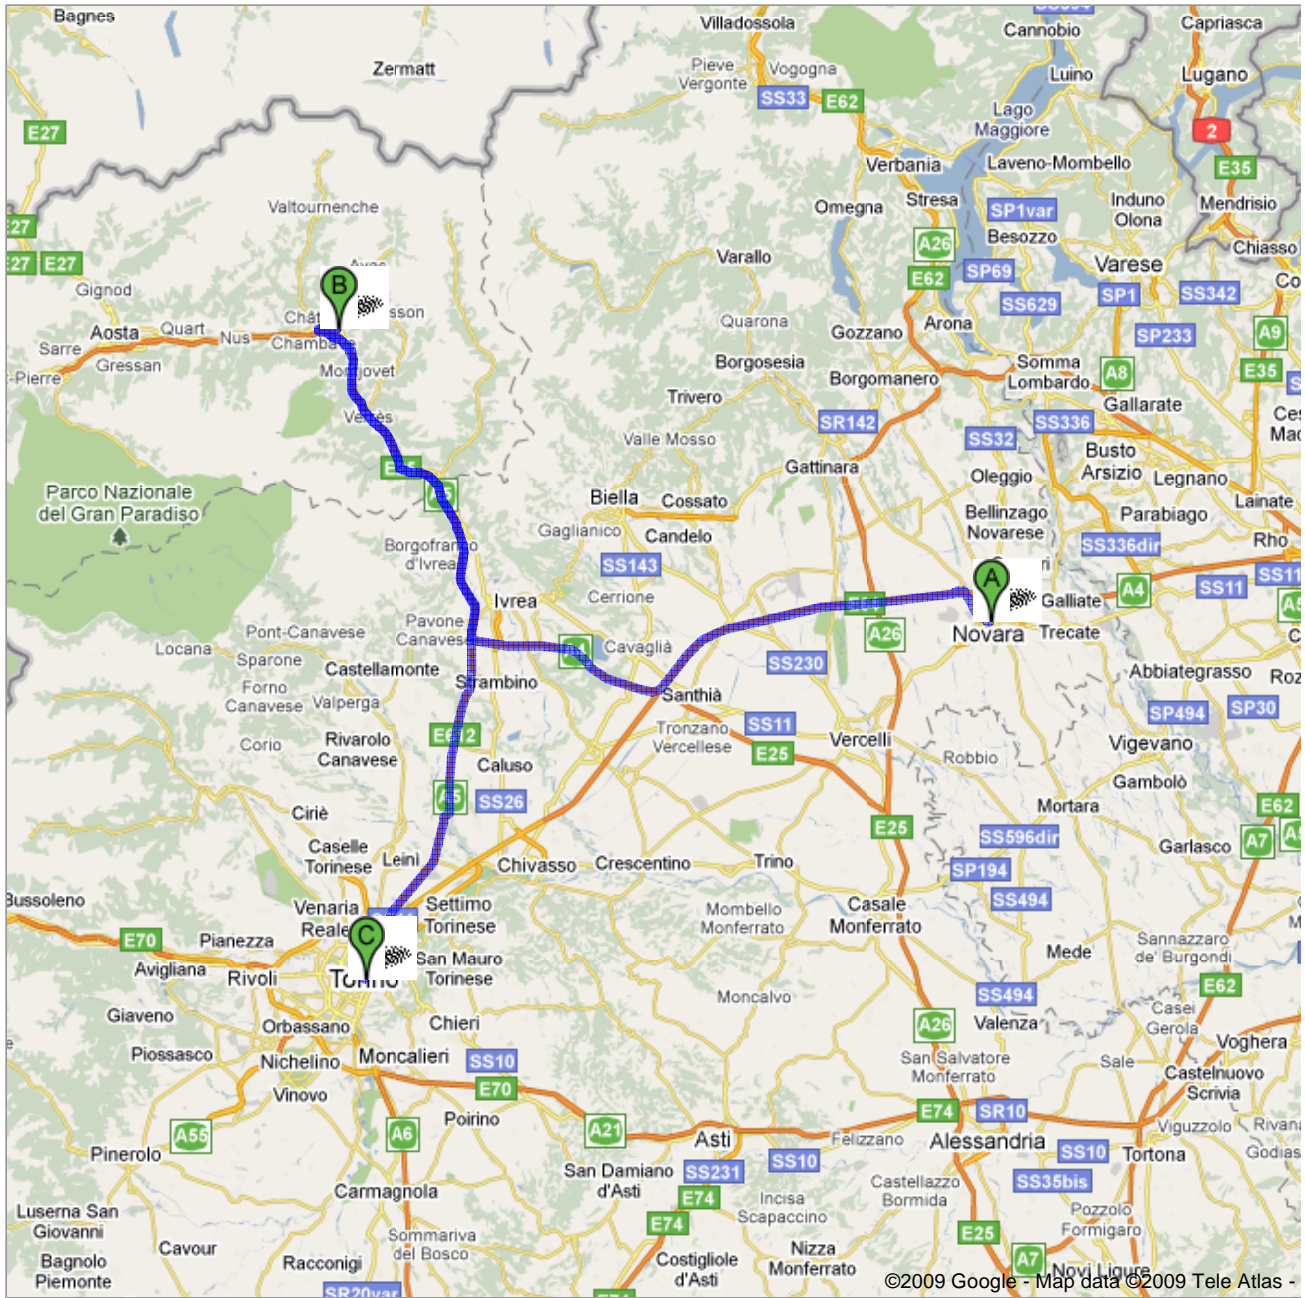 Bagnes
Zermatt
Villadossola
Cannobio
Capriasca
Pieve
Vergonte
Vogogna
SS33
E62
Luino
Lugano
Lago
Maggiore
2
E27
Verbania
Laveno-Mombello
E35
Valtournenche
Omegna
Stresa
SP1var
Induno
Olona
Mendrisio
E27
E27
E27
A26
Besozzo
Chiasso
Varallo
E62
SP69
Varese
Gignod
B
SS629
SP1
SS342
Aosta
Quart
Nus
Quarona
Gozzano
Arona
SP233
A9
Sarre
Gressan
Borgosesia
Somma
Lombardo
A8
E35
Borgomanero
Trivero
Gallarate
SR142
SS336
Valle Mosso
SS32
Busto
Arsizio
Gattinara
Oleggio
Legnano
Parco Nazionale
del Gran Paradiso
Biella
Cossato
Lainate
Gaglianico
Candelo
Bellinzago
Novarese
Parabiago
Borgofranco
d'Ivrea
SS336dir
Rho
SS143
A
Ivrea
Cerrione
Galliate
A4
SS11
SS11
Pavone
Canavese
A26
Novara
Trecate
Pont-Canavese
Locana
Cavaglià
SS230
Sparone
Castellamonte
Abbiategrasso
Strambino
Forno
Canavese
Valperga
Santhià
SP494
SP30
Tronzano
Vercellese
SS11
E25
Vercelli
Corio
Rivarolo
Canavese
Robbio
Vigevano
Caluso
Gambolò
SS26
Ciriè
Mortara
E62
E25
SS596dir
A7
Caselle
Torinese
Leinì
Garlasco
Chivasso
Crescentino
Trino
SP194
SS494
Bussoleno
Venaria
Reale
Settimo
Torinese
Mombello
Monferrato
Casale
Monferrato
E70
Pianezza
C
Mede
Sannazzaro
de' Burgondi
Avigliana
Rivoli
Torino
San Mauro
Torinese
E62
Moncalvo
SS494
Giaveno
Orbassano
Chieri
A26
Valenza
Casei
Gerola
Piossasco
Nichelino
Moncalieri
SS10
San Salvatore
Monferrato
Sale
Voghera
Vinovo
E70
Castelnuovo
Scrivia
Poirino
E74
SR10
A55
A6
A21
Asti
Felizzano
Alessandria
Viguzzolo
Pinerolo
SS10
SS10
Tortona
San Damiano
d'Asti
SS231
Castellazzo
Bormida
SS35bis
Carmagnola
E74
Incisa
Scapaccino
Luserna San
Giovanni
E74
Pozzolo
Formigaro
Sommariva
del Bosco
E25
Cavour
Nizza
Monferrato
A7
Bagnolo
Piemonte
Racconigi
Costigliole
d'Asti
Novi Ligure
SR20var
©2009 Google - Map data ©2009 Tele Atlas -